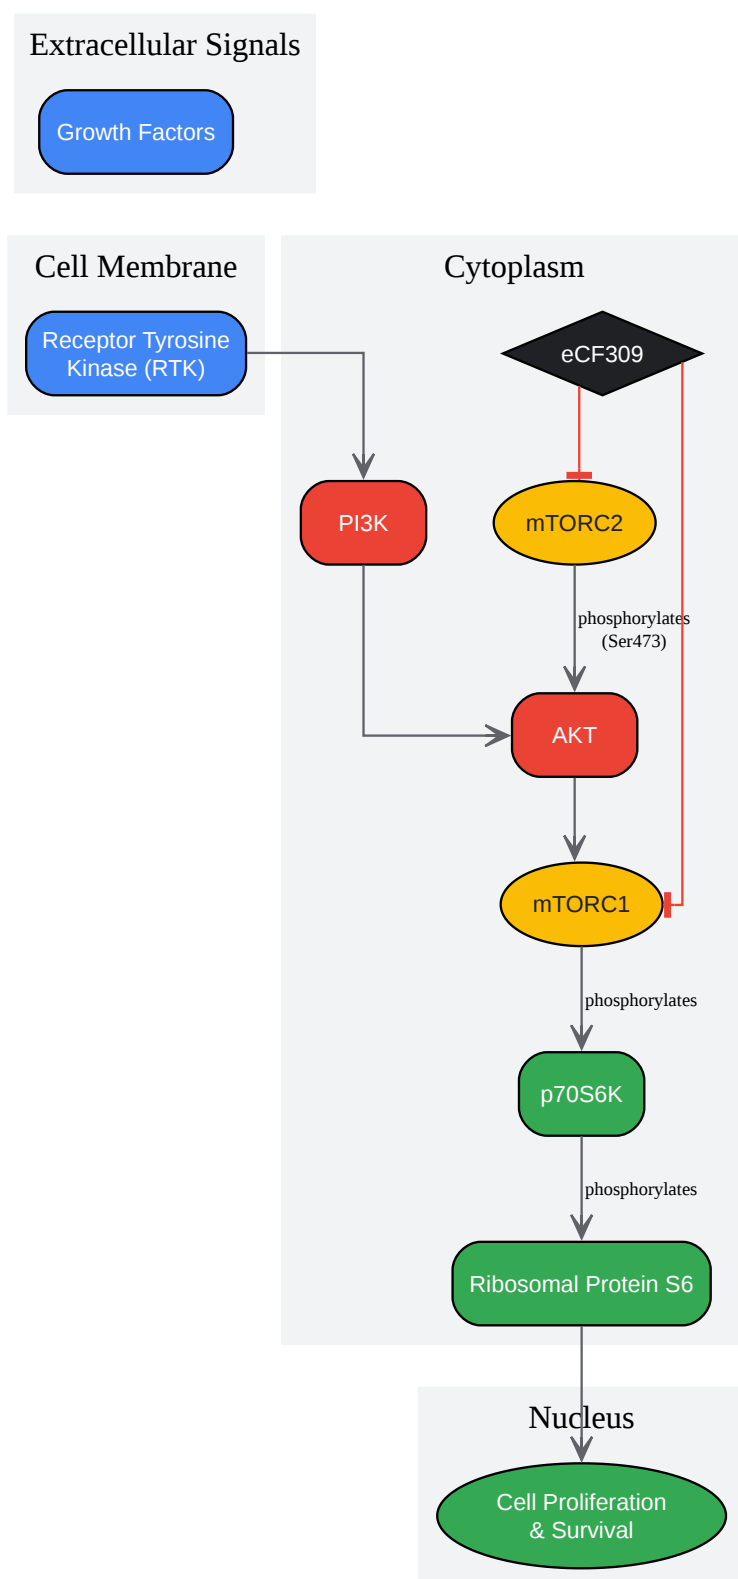 Extracellular Signals
Growth Factors
Cell Membrane
Receptor Tyrosine
Kinase (RTK)
Cytoplasm
eCF309
PI3K
mTORC2
phosphorylates
(Ser473)
AKT
mTORC1
phosphorylates
p70S6K
phosphorylates
Ribosomal Protein S6
Nucleus
Cell Proliferation
& Survival